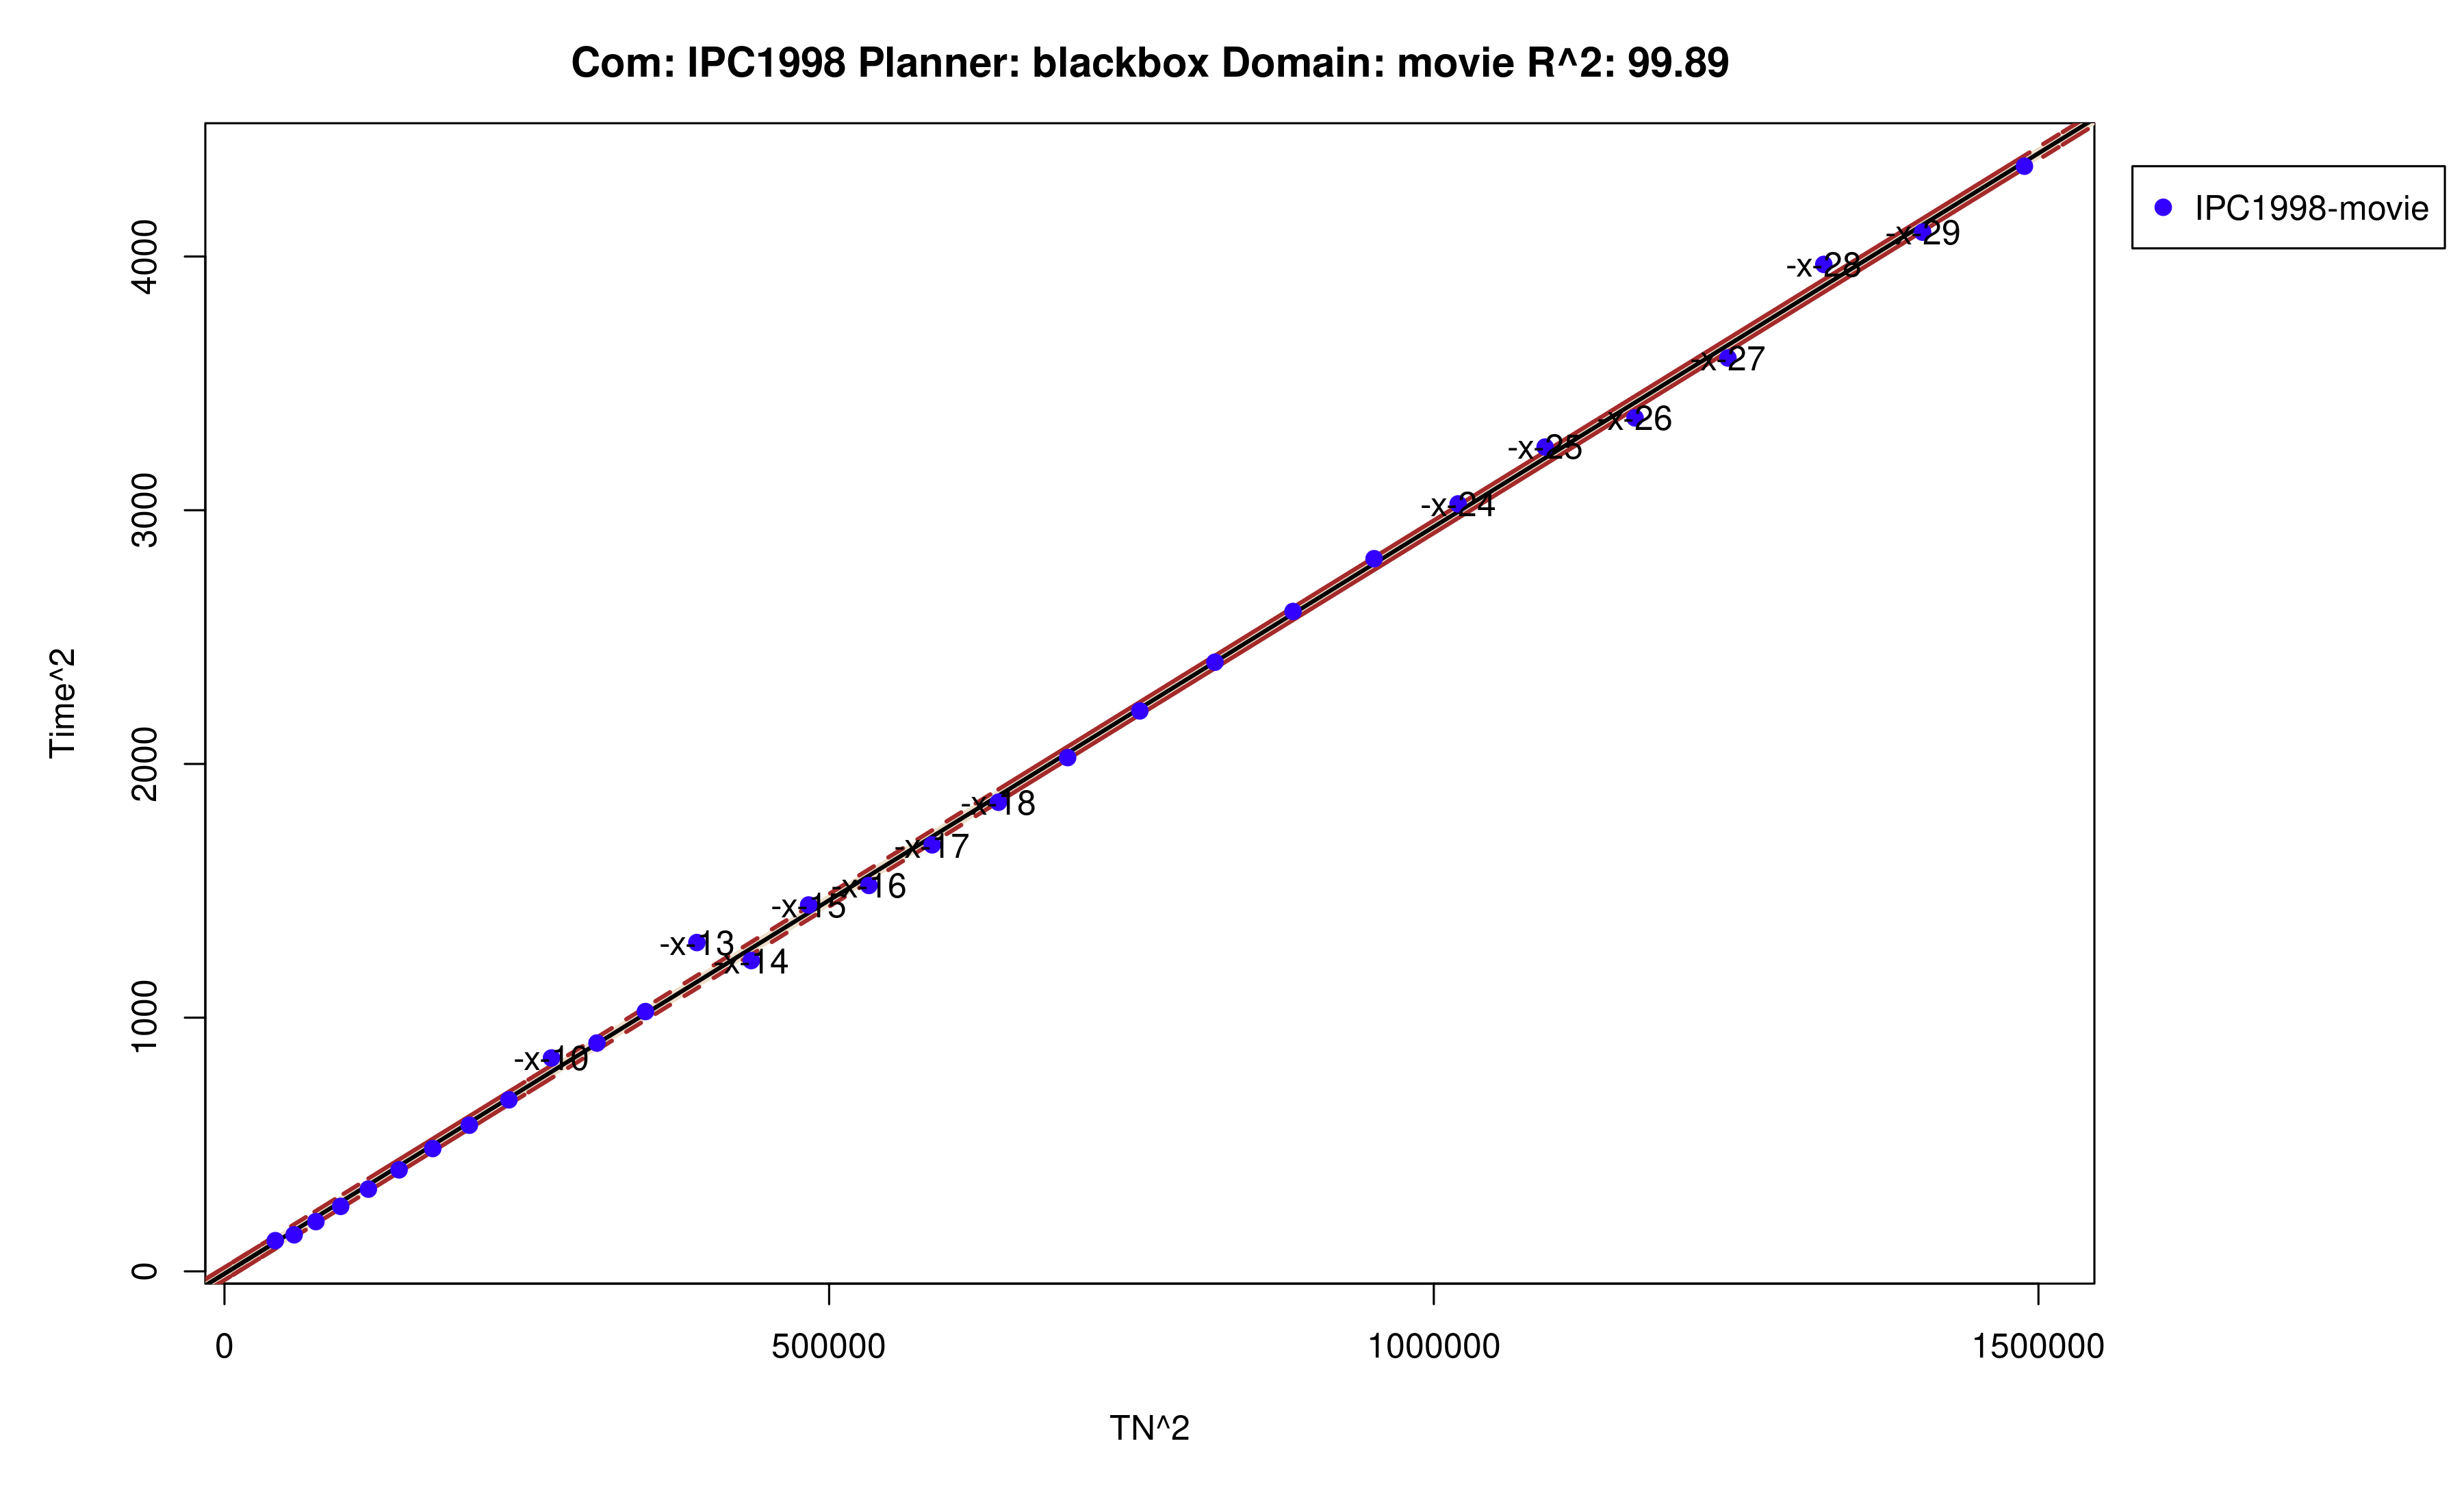 Com: IPC1998 Planner: blackbox Domain: movie R^2: 99.89
IPC1998-movie
Time^2
4000
3000
2000
1000
0
-x-29
-x-28
-x-27
-x-26
-x-25
-x-24
-x-18
-x-17
-x-16
-x-15
-x-13
-x-14
-x-10
0
500000
1000000
1500000
TN^2